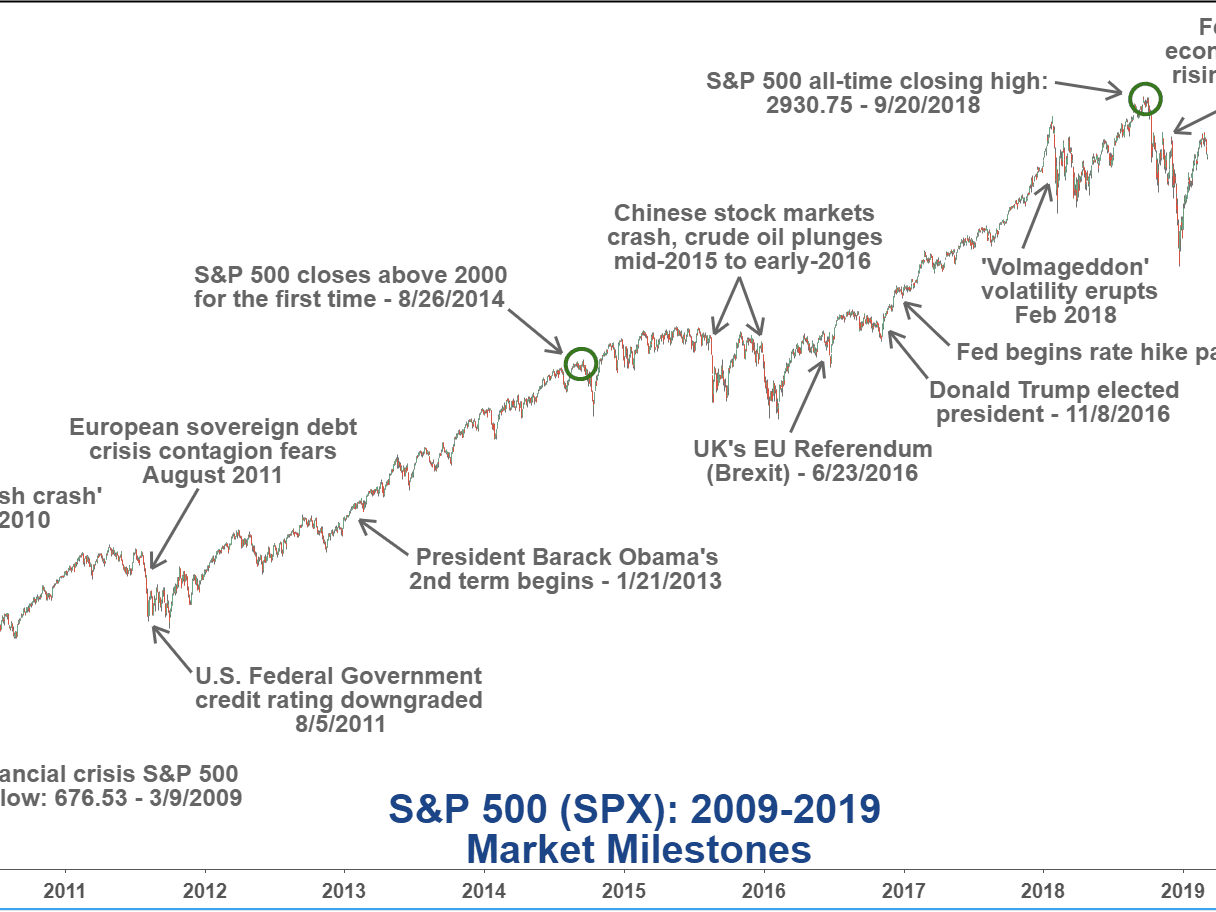 S&P 500 all-time closing high:
2930.75 - 9/20/2018
Chinese stock markets
crash, crude oil plunges
mid-2015 to early-2016
S&P 500 closes above 2000
for the first time - 8/26/2014
'Volmageddon'
volatility erupts
Feb 2018
Fed begins rate hike
Donald Trump elected
president - 11/8/2016
UK's EU Referendum
(Brexit) - 6/23/2016
European sovereign debt
crisis contagion fears
August 2011
crash'
2010
President Barack Obama's
2nd term begins - 1/21/2013
U.S. Federal Government
credit rating downgraded
8/5/2011
crisis S&P 500
low: 676.53 - 3/9/2009
S&P 500 (SPX): 2009-2019
Market Milestones
2011 2012 2013 2014 2015 2016 2017 2018 2019